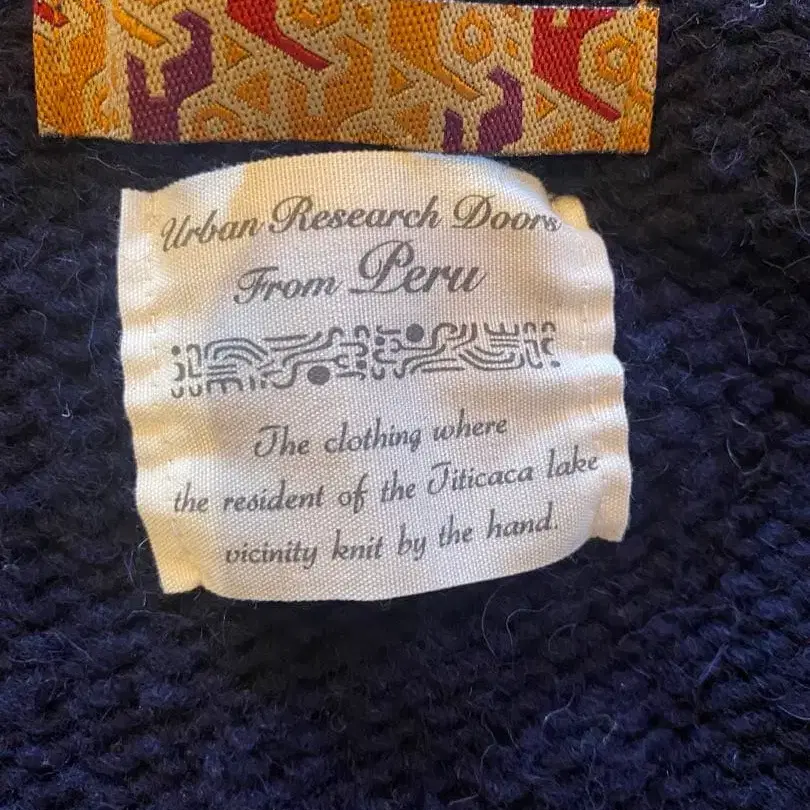 Urban Research Doors
From Peru
The clothing where
the resident of the Titicaca lake
vicinity knit by the hand.